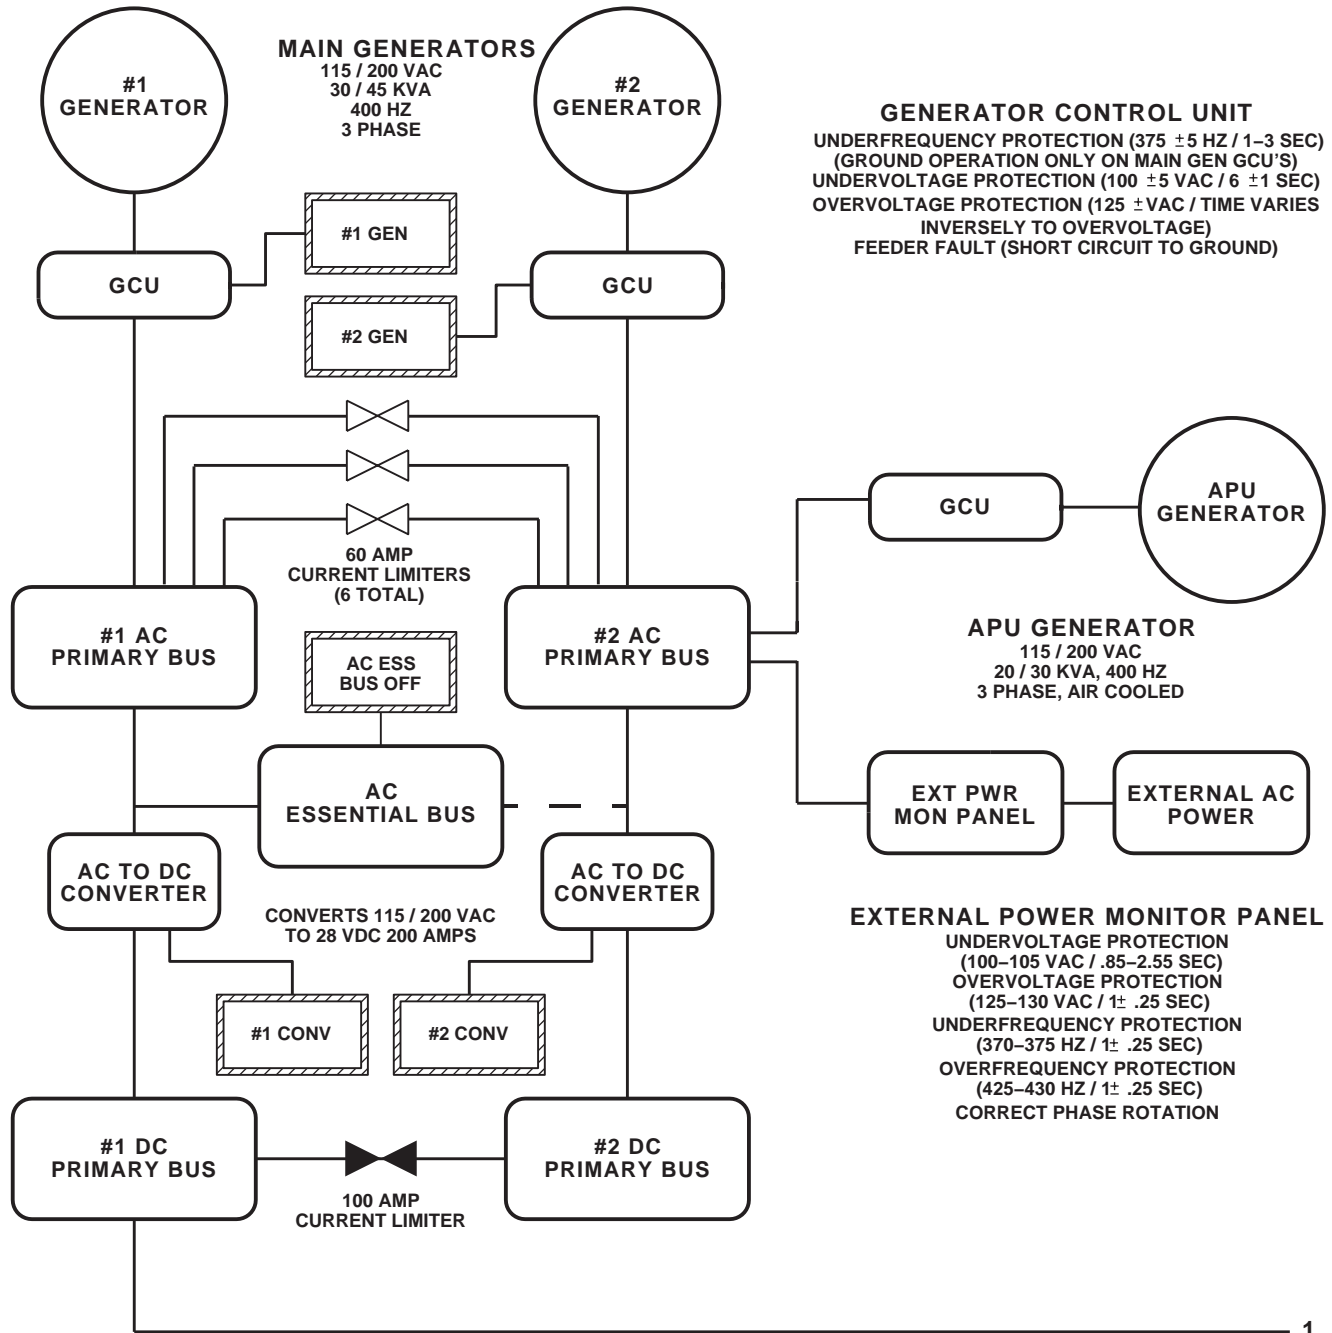 #1
GENERATOR
MAIN GENERATORS
115 / 200 VAC
30 / 45 KVA
400 HZ
3 PHASE
#2
GENERATOR
GENERATOR CONTROL UNIT
UNDERFREQUENCY PROTECTION (375 ±5 HZ / 1–3 SEC)
(GROUND OPERATION ONLY ON MAIN GEN GCU'S)
UNDERVOLTAGE PROTECTION (100 ±5 VAC / 6 ±1 SEC)
OVERVOLTAGE PROTECTION (125 ±VAC / TIME VARIES
INVERSELY TO OVERVOLTAGE)
FEEDER FAULT (SHORT CIRCUIT TO GROUND)
GCU
#1 GEN
#2 GEN
GCU
60 AMP
CURRENT LIMITERS
(6 TOTAL)
GCU
APU
GENERATOR
#1 AC
PRIMARY BUS
AC ESS
BUS OFF
#2 AC
PRIMARY BUS
APU GENERATOR
115 / 200 VAC
20 / 30 KVA, 400 HZ
3 PHASE, AIR COOLED
AC
ESSENTIAL BUS
EXT PWR
MON PANEL
EXTERNAL AC
POWER
AC TO DC
CONVERTER
AC TO DC
CONVERTER
CONVERTS 115 / 200 VAC
TO 28 VDC 200 AMPS
EXTERNAL POWER MONITOR PANEL
UNDERVOLTAGE PROTECTION
(100–105 VAC / .85–2.55 SEC)
OVERVOLTAGE PROTECTION
(125–130 VAC / 1± .25 SEC)
UNDERFREQUENCY PROTECTION
(370–375 HZ / 1± .25 SEC)
OVERFREQUENCY PROTECTION
(425–430 HZ / 1± .25 SEC)
CORRECT PHASE ROTATION
#1 CONV
#2 CONV
#1 DC
PRIMARY BUS
#2 DC
PRIMARY BUS
100 AMP
CURRENT LIMITER
1